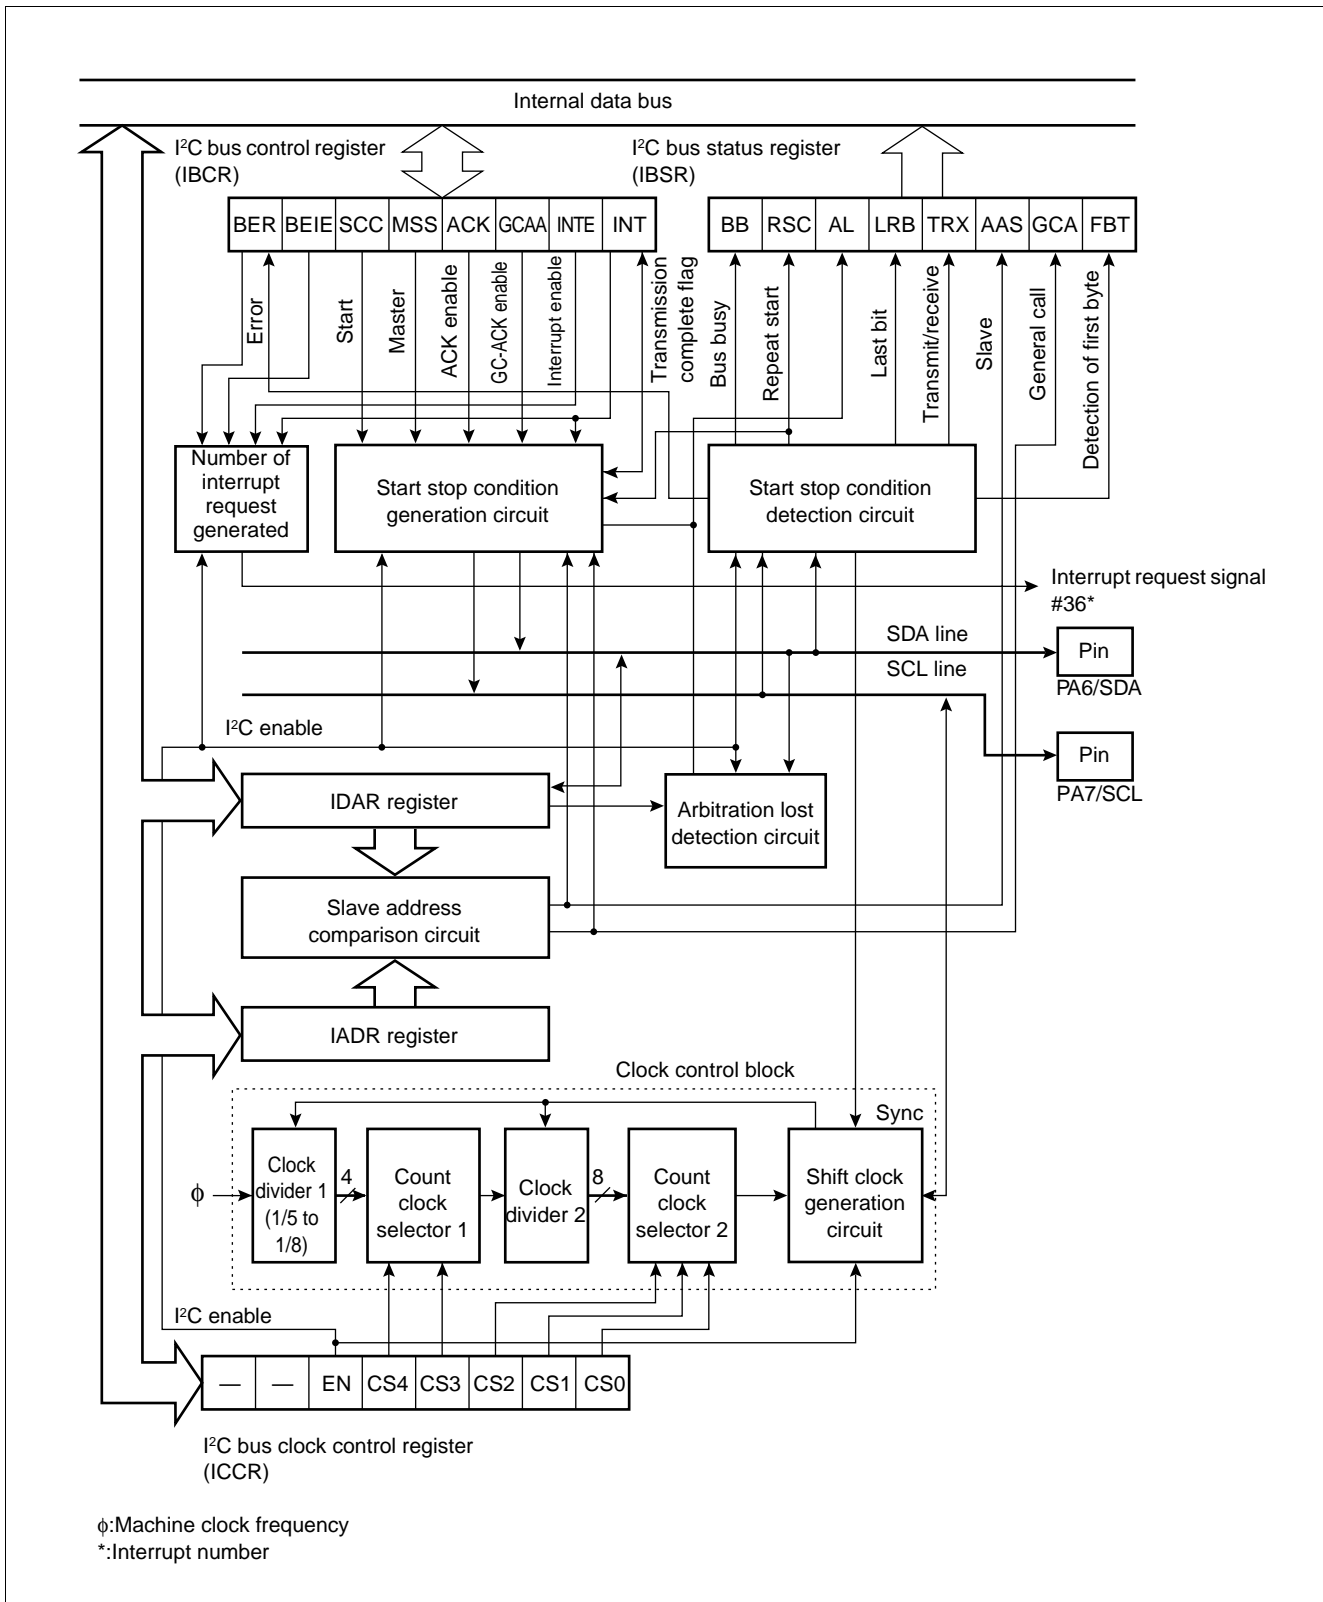 Internal data bus
I²C bus control register
(IBCR)
I²C bus status register
(IBSR)
BER BEIE SCC MSS ACK GCAA INTE INT
BB RSC AL LRB TRX AAS GCA FBT
Error
Start
Master
ACK enable
GC-ACK enable
Interrupt enable
Transmission
complete flag
Bus busy
Repeat start
Last bit
Transmit/receive
Slave
General call
Detection of first byte
Number of
interrupt
request
generated
Start stop condition
generation circuit
Start stop condition
detection circuit
Interrupt request signal
#36*
SDA line
SCL line
Pin
PA6/SDA
I²C enable
Pin
PA7/SCL
IDAR register
Arbitration lost
detection circuit
Slave address
comparison circuit
IADR register
Clock control block
Sync
ϕ
Clock
divider 1
(1/5 to
1/8)
4
Count
clock
selector 1
Clock
divider 2
8
Count
clock
selector 2
Shift clock
generation
circuit
I²C enable
— — EN CS4 CS3 CS2 CS1 CS0
I²C bus clock control register
(ICCR)
ϕ:Machine clock frequency
*:Interrupt number